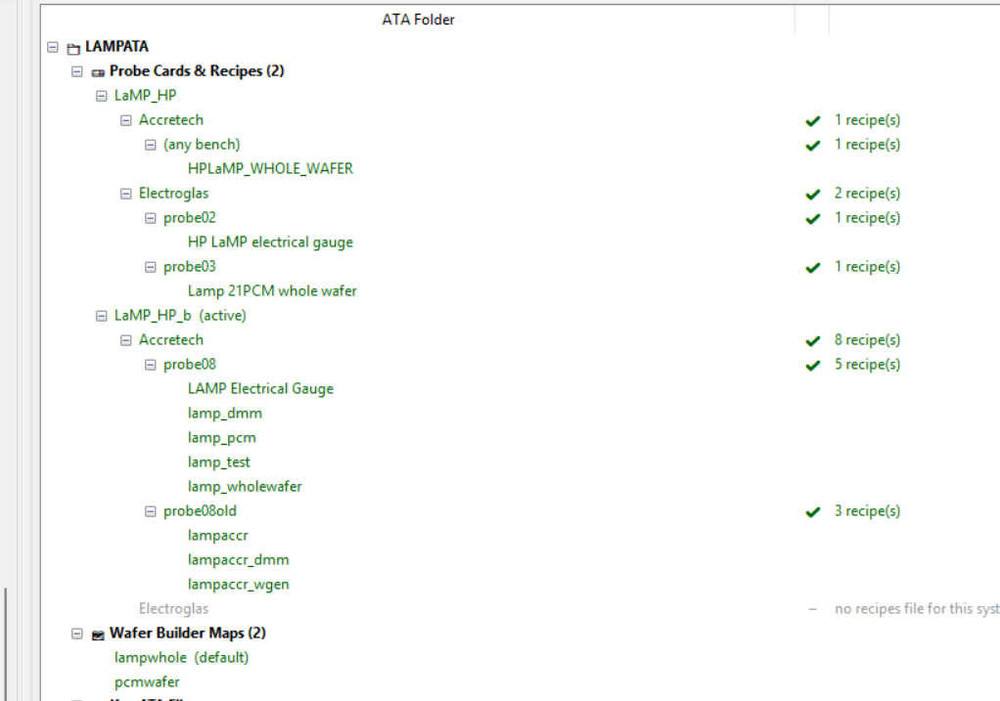 ATA Folder
LAMPATA
Probe Cards & Recipes (2)
LaMP_HP
Accretech 1 recipe(s)
(any bench) 1 recipe(s)
HPLaMP_WHOLE_WAFER
Electroglas 2 recipe(s)
probe02 1 recipe(s)
HP LaMP electrical gauge
probe03 1 recipe(s)
Lamp 21PCM whole wafer
LaMP_HP_b (active)
Accretech 8 recipe(s)
probe08 5 recipe(s)
LAMP Electrical Gauge
lamp_dmm
lamp_pcm
lamp_test
lamp_wholewafer
probe08old 3 recipe(s)
lampaccr
lampaccr_dmm
lampaccr_wgen
Electroglas – no recipes file for this syst
Wafer Builder Maps (2)
lampwhole (default)
pcmwafer